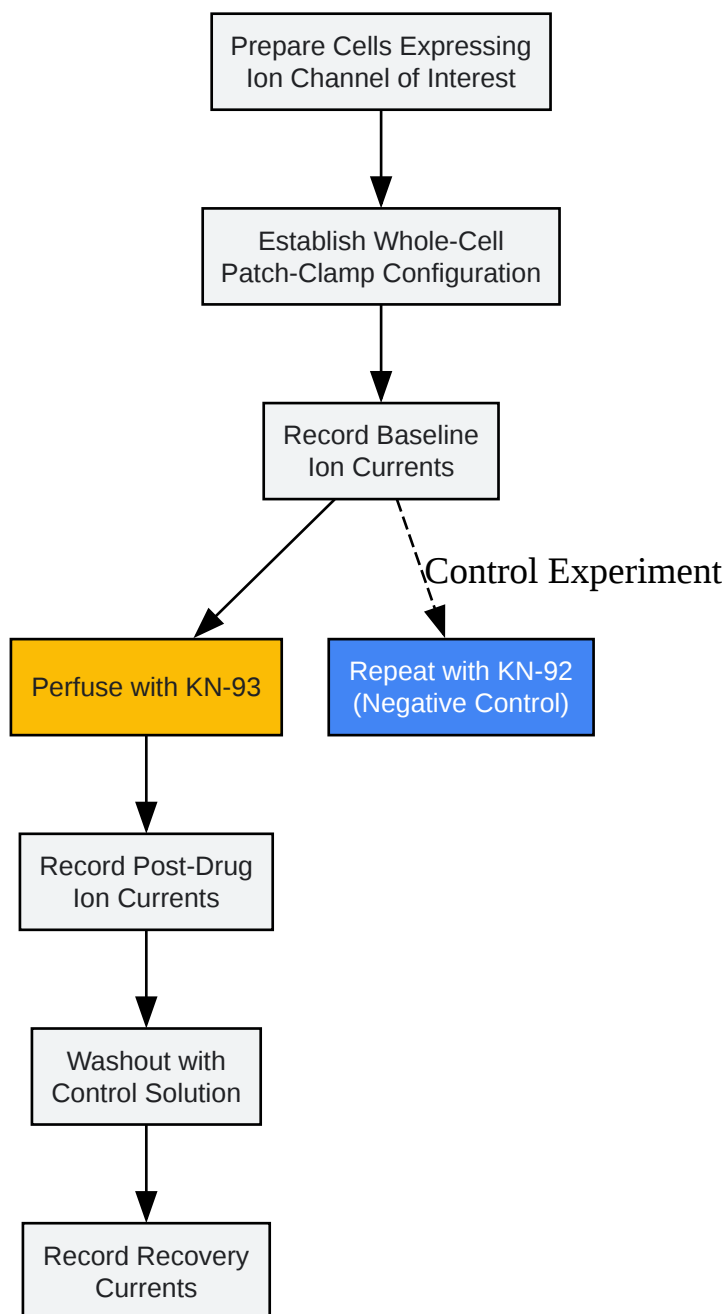 Prepare Cells Expressing
Ion Channel of Interest
Establish Whole-Cell
Patch-Clamp Configuration
Record Baseline
Ion Currents
Control Experiment
Perfuse with KN-93
Repeat with KN-92
(Negative Control)
Record Post-Drug
Ion Currents
Washout with
Control Solution
Record Recovery
Currents